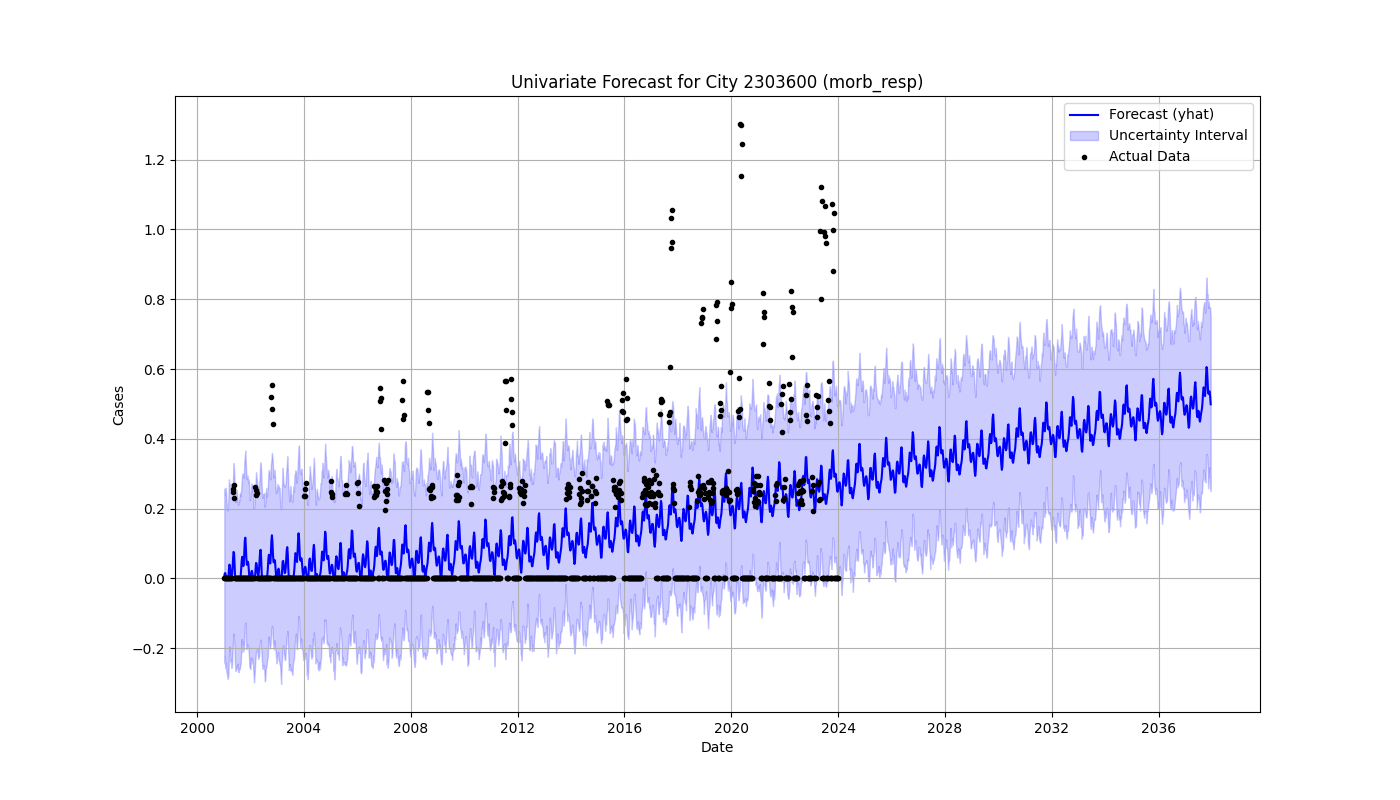 Univariate Forecast for City 2303600 (morb_resp)
Forecast (yhat)
Uncertainty Interval
Actual Data
Cases
1.2
1.0
0.8
0.6
0.4
0.2
0.0
−0.2
2000 2004 2008 2012 2016 2020 2024 2028 2032 2036
Date